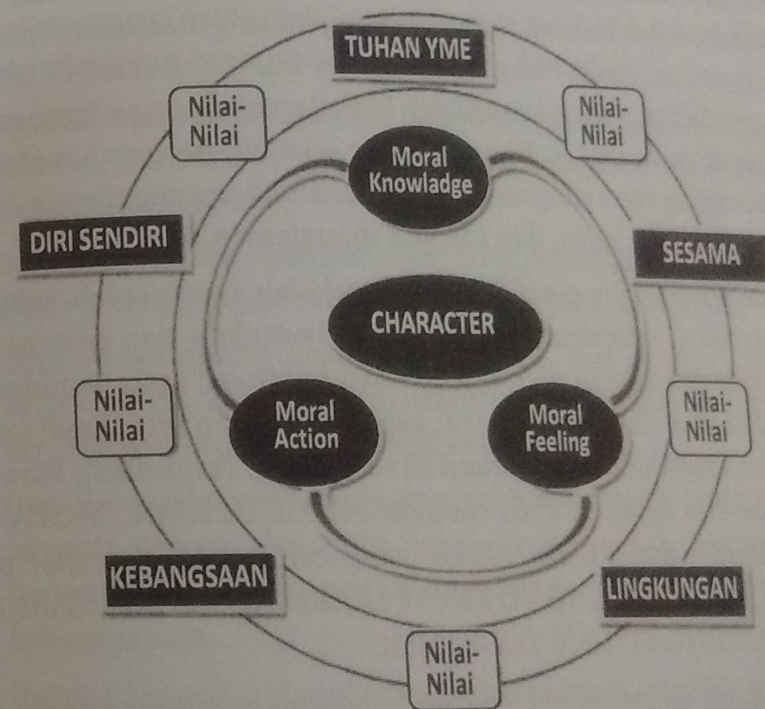 TUHAN YME
Nilai-
Nilai
Nilai-
Nilai
Moral
Knowladge
DIRI SENDIRI
SESAMA
CHARACTER
Nilai-
Nilai
Moral
Action
Moral
Feeling
Nilai-
Nilai
KEBANGSAAN
LINGKUNGAN
Nilai-
Nilai